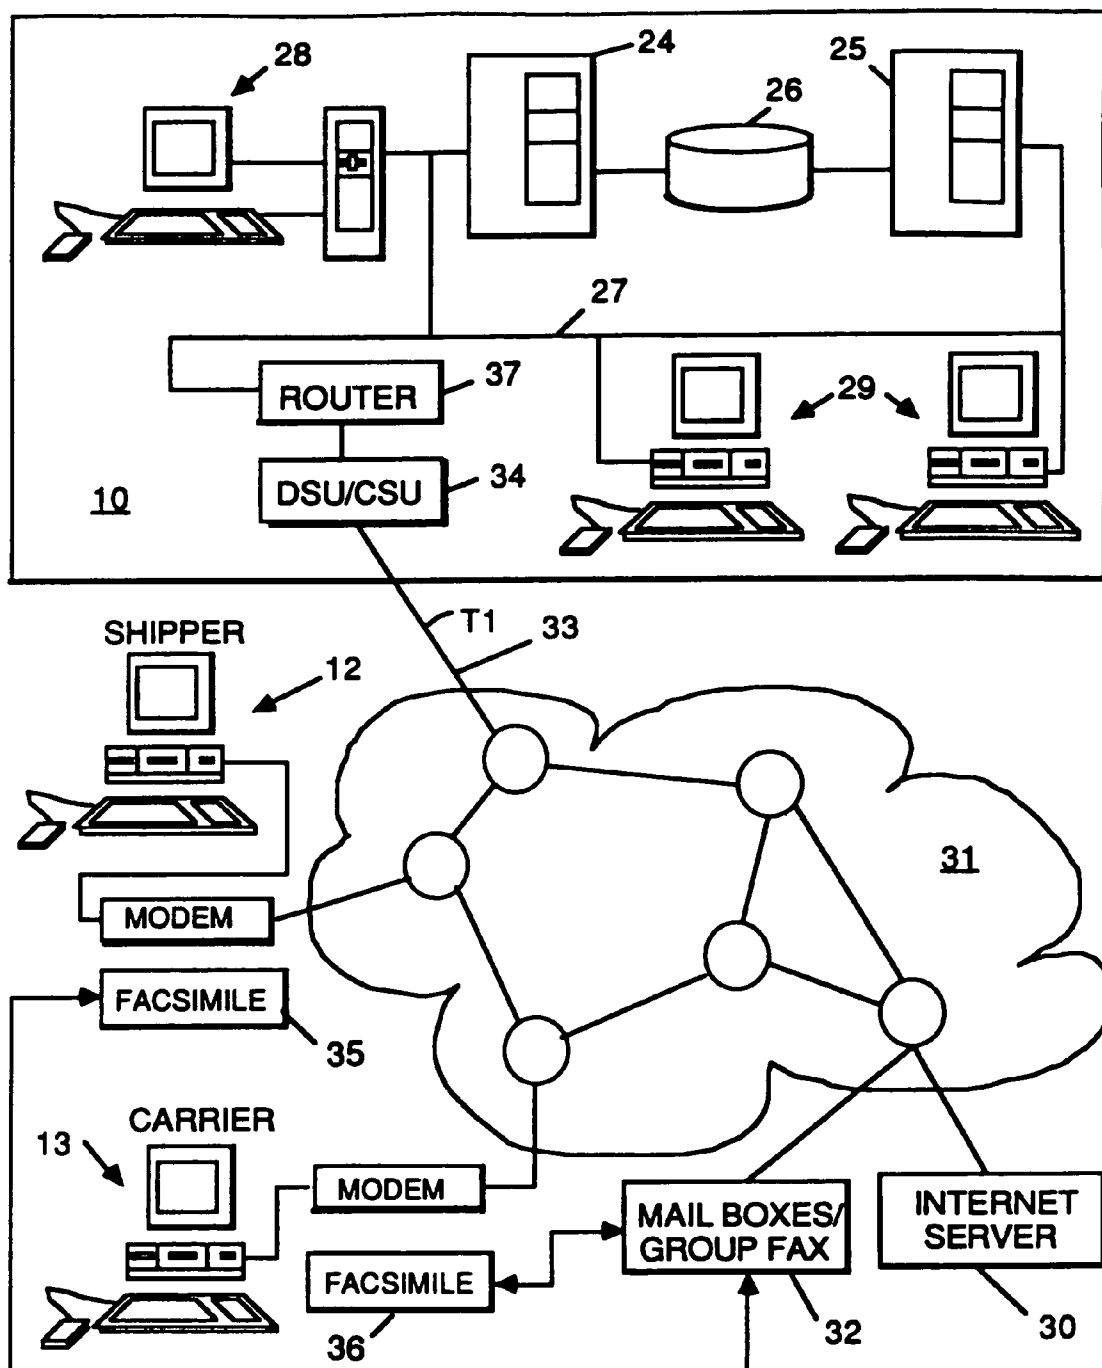 28
24
25
26
27
ROUTER
37
29
10
DSU/CSU
34
T1
33
SHIPPER
12
31
MODEM
FACSIMILE
35
CARRIER
13
MODEM
MAIL BOXES/
GROUP FAX
INTERNET
SERVER
FACSIMILE
36
32
30